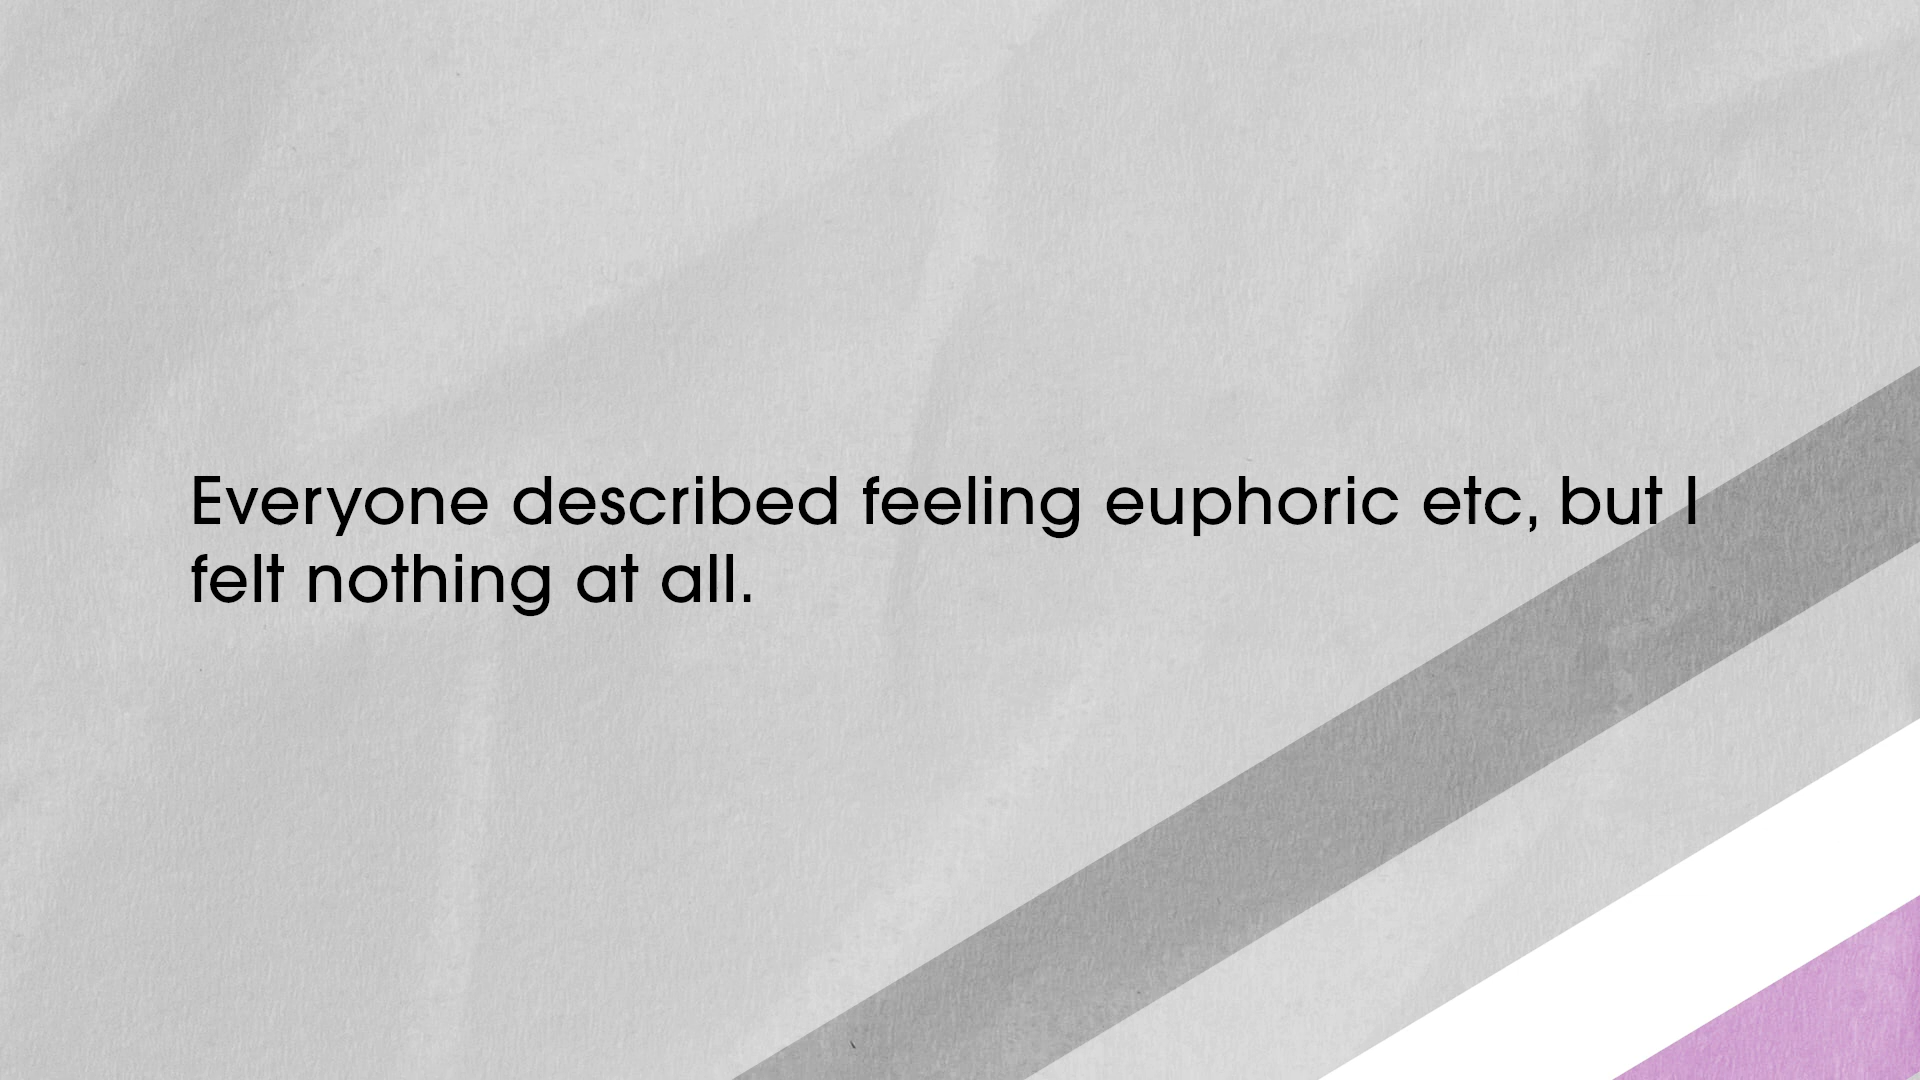 Everyone described feeling euphoric etc, but I
felt nothing at all.